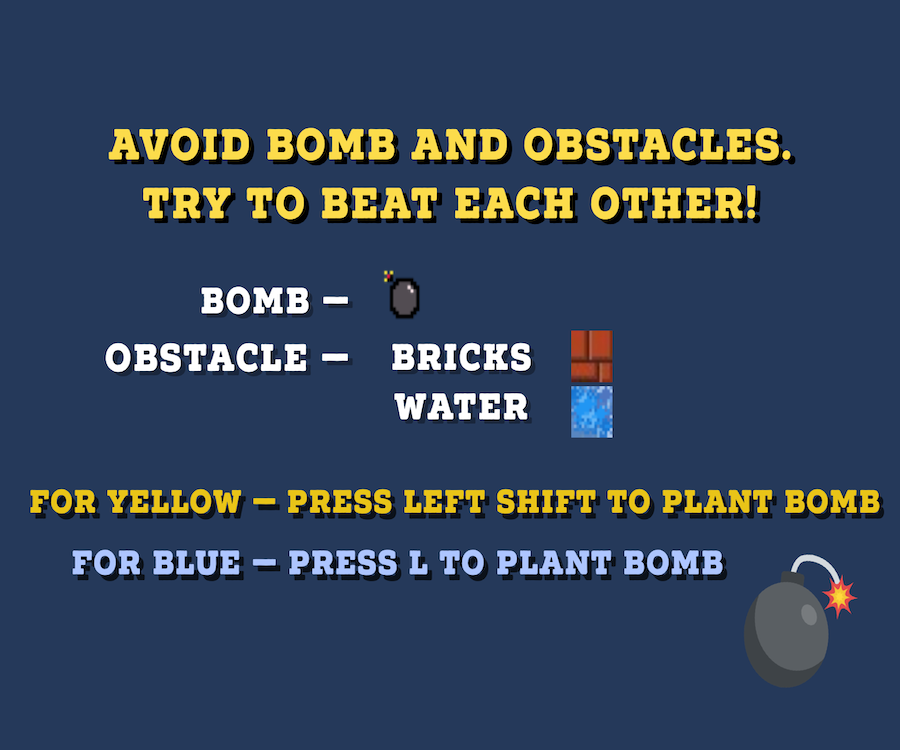 AVOID BOMB AND OBSTACLES.
TRY TO BEAT EACH OTHER!
BOMB –
OBSTACLE – BRICKS
WATER
FOR YELLOW – PRESS LEFT SHIFT TO PLANT BOMB
FOR BLUE – PRESS L TO PLANT BOMB